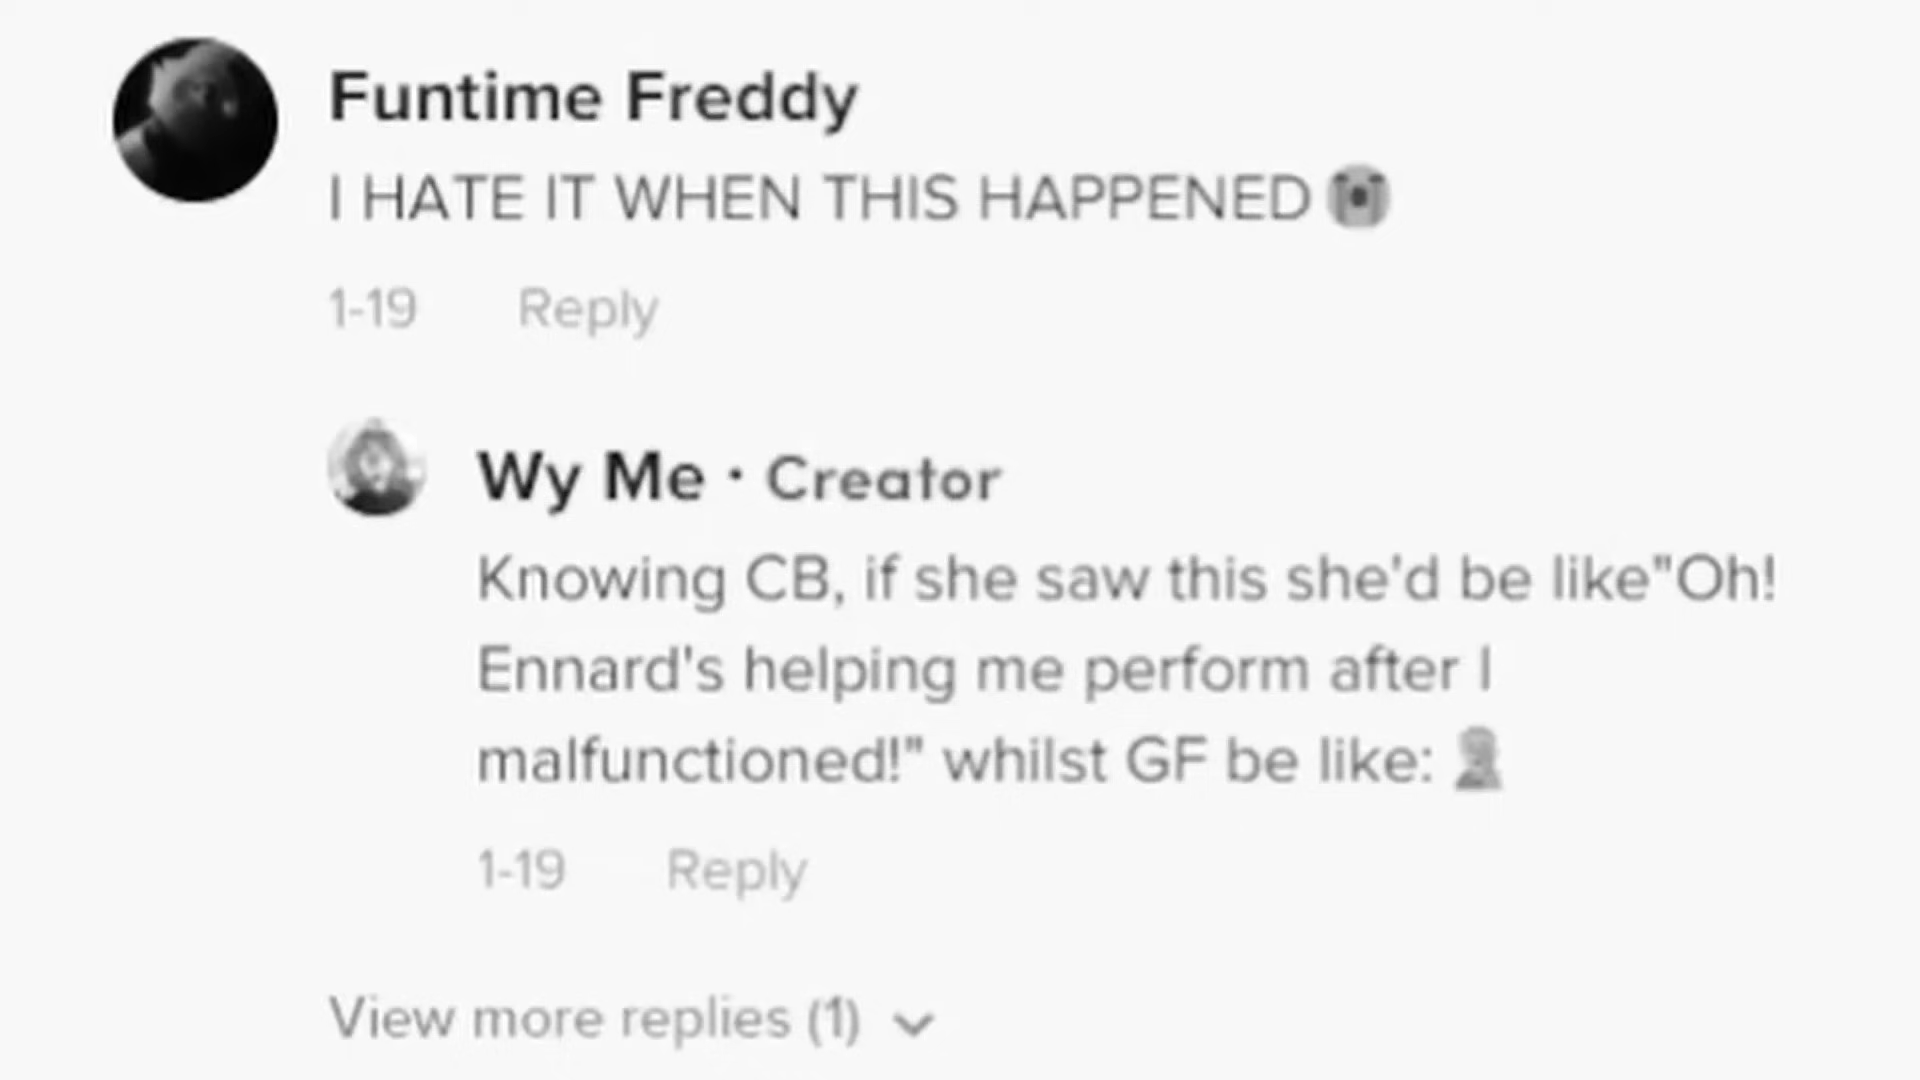 Funtime Freddy
I HATE IT WHEN THIS HAPPENED 😭
1-19 Reply
Wy Me · Creator
Knowing CB, if she saw this she'd be like"Oh!
Ennard's helping me perform after I
malfunctioned!" whilst GF be like:
1-19 Reply
View more replies (1)